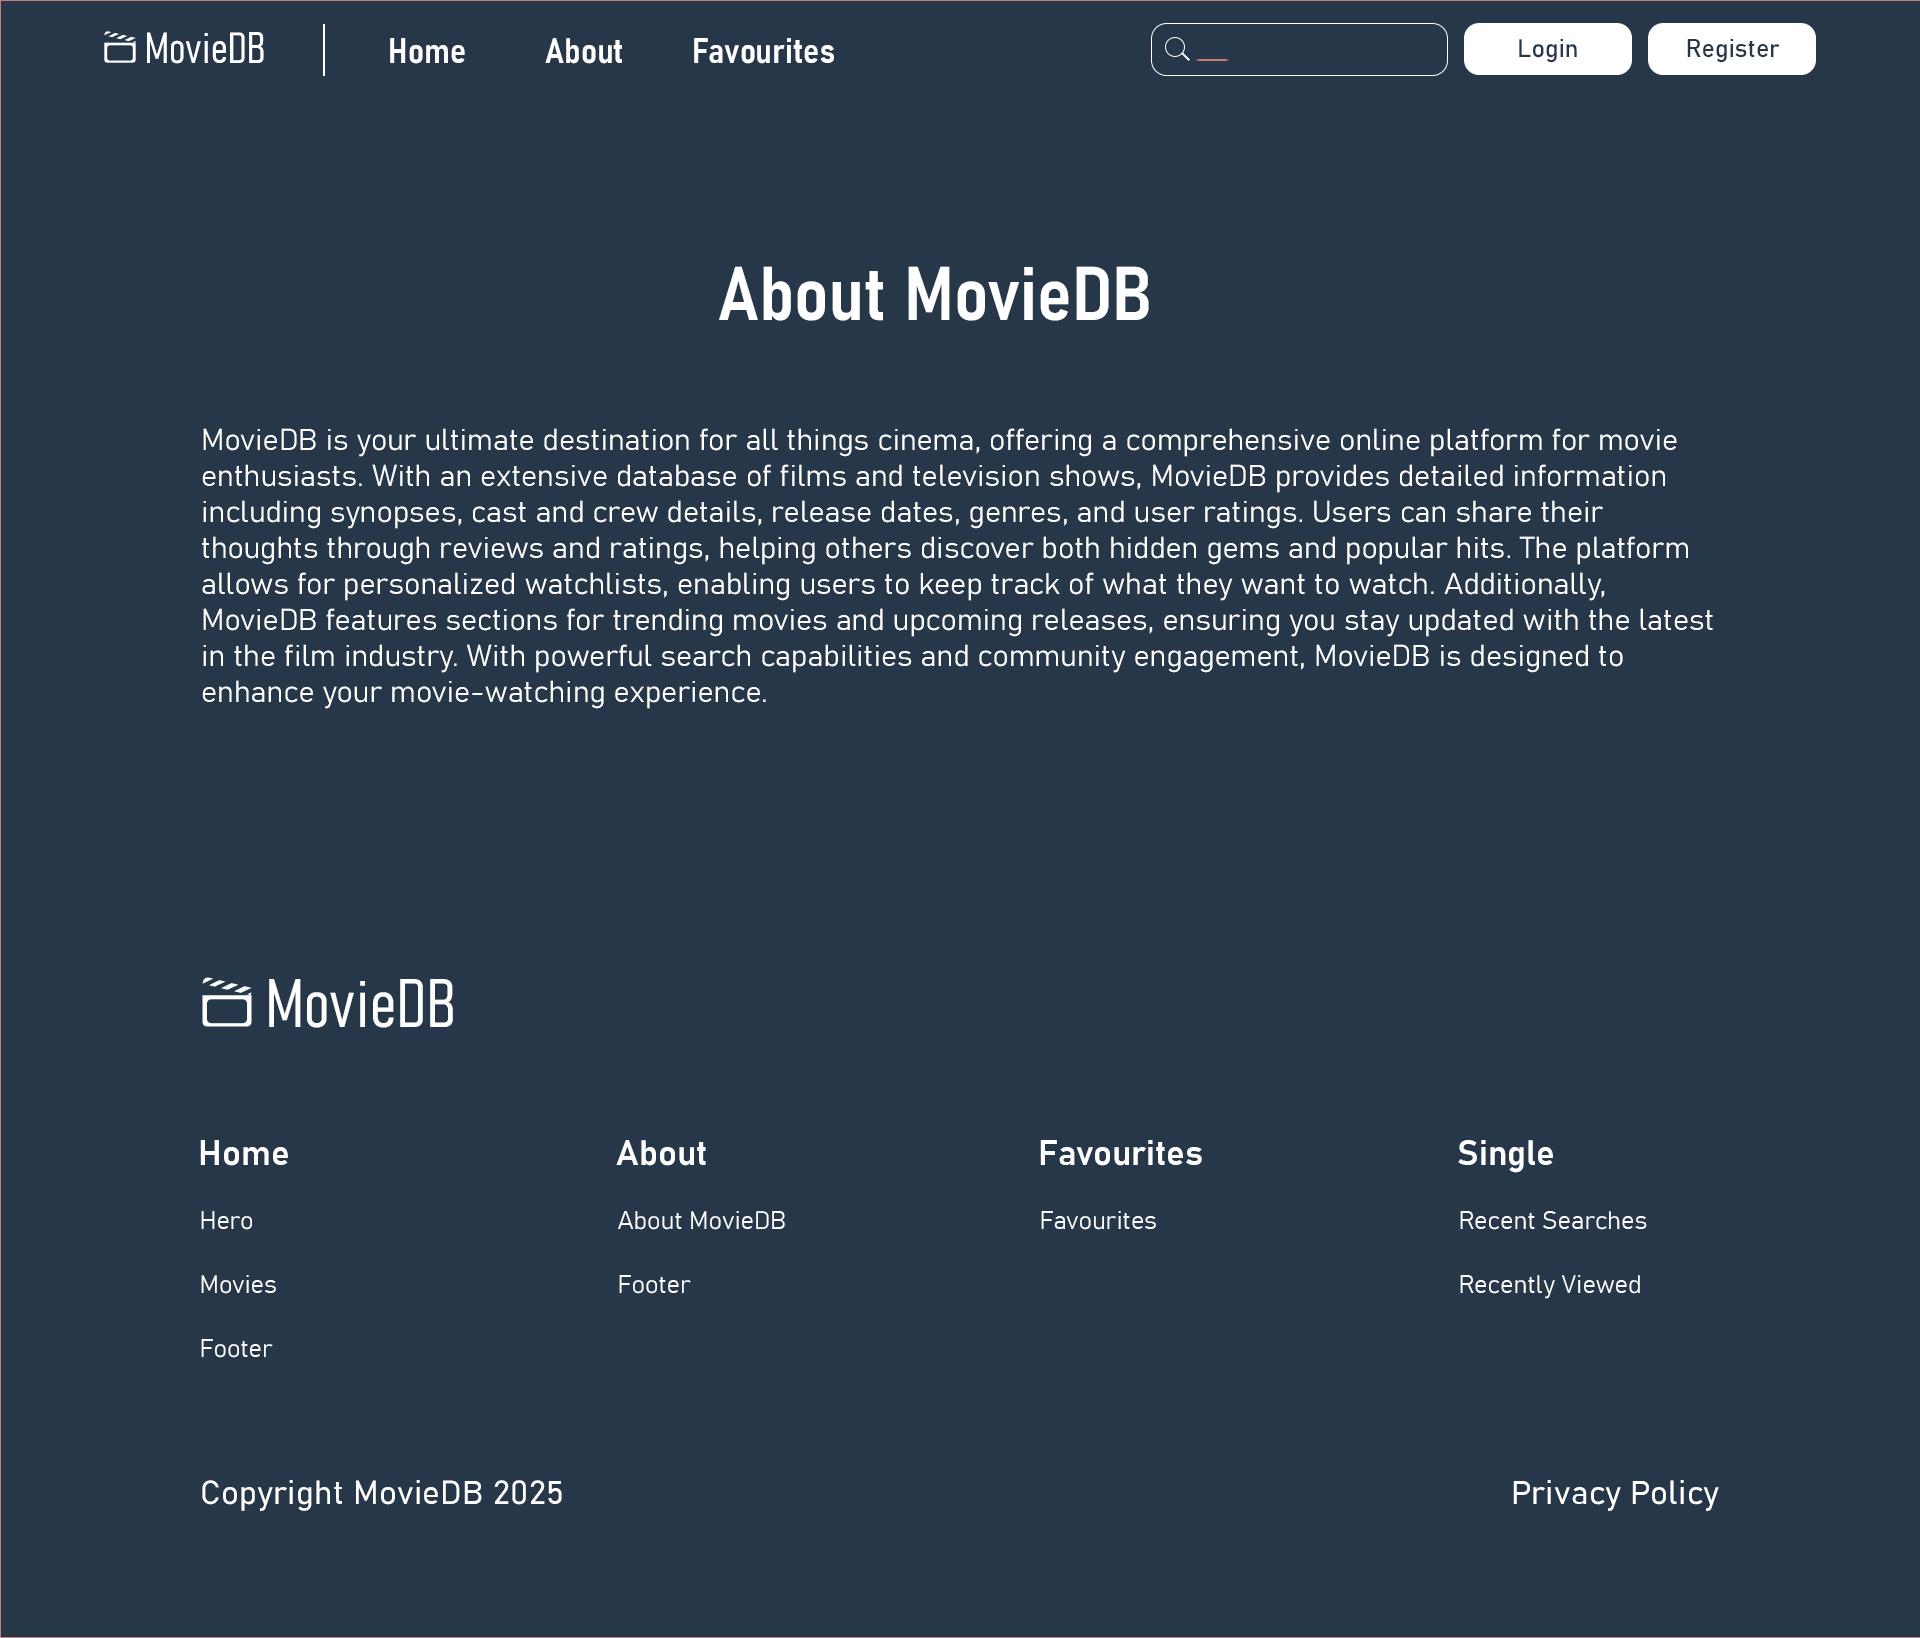 MovieDB
Home About Favourites
Login Register
About MovieDB
MovieDB is your ultimate destination for all things cinema, offering a comprehensive online platform for movie
enthusiasts. With an extensive database of films and television shows, MovieDB provides detailed information
including synopses, cast and crew details, release dates, genres, and user ratings. Users can share their
thoughts through reviews and ratings, helping others discover both hidden gems and popular hits. The platform
allows for personalized watchlists, enabling users to keep track of what they want to watch. Additionally,
MovieDB features sections for trending movies and upcoming releases, ensuring you stay updated with the latest
in the film industry. With powerful search capabilities and community engagement, MovieDB is designed to
enhance your movie-watching experience.
MovieDB
Home
Hero
Movies
Footer
About
About MovieDB
Footer
Favourites
Favourites
Single
Recent Searches
Recently Viewed
Copyright MovieDB 2025
Privacy Policy